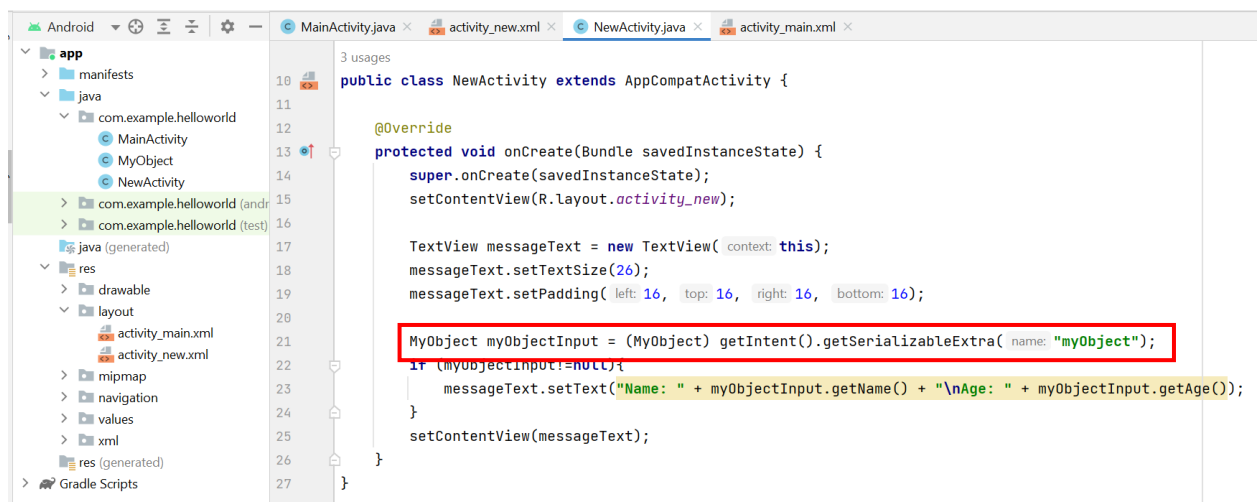 Android
app
manifests
java
com.example.helloworld
MainActivity
MyObject
NewActivity
com.example.helloworld (andr
com.example.helloworld (test)
java (generated)
res
drawable
layout
activity_main.xml
activity_new.xml
mipmap
navigation
values
xml
res (generated)
Gradle Scripts
MainActivity.java activity_new.xml NewActivity.java activity_main.xml
3 usages
10 public class NewActivity extends AppCompatActivity {
11
12 @Override
13 protected void onCreate(Bundle savedInstanceState) {
14 super.onCreate(savedInstanceState);
15 setContentView(R.layout.activity_new);
16
17 TextView messageText = new TextView( context: this);
18 messageText.setTextSize(26);
19 messageText.setPadding( left: 16, top: 16, right: 16, bottom: 16);
20
21 MyObject myObjectInput = (MyObject) getIntent().getSerializableExtra( name: "myObject");
22 if (myObjectInput!=null){
23 messageText.setText("Name: " + myObjectInput.getName() + "\nAge: " + myObjectInput.getAge());
24 }
25 setContentView(messageText);
26 }
27 }